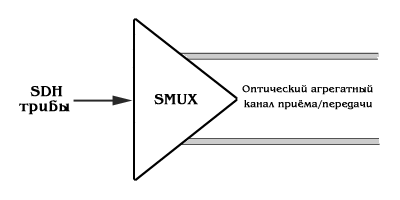 SDH
трибы
SMUX
Оптический агрегатный
канал приёма/передачи